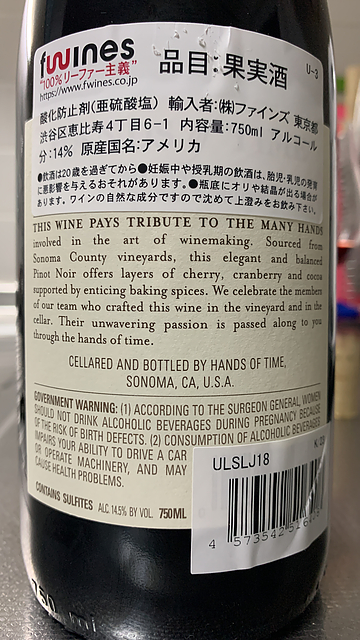 fwines
"100%リーファー主義"
https://www.fwines.co.jp
品目:果実酒
U-3
酸化防止剤(亜硫酸塩) 輸入者:㈱ファインズ 東京都
渋谷区恵比寿4丁目6-1 内容量:750ml アルコール
分:14% 原産国名:アメリカ
●飲酒は20歳を過ぎてから●妊娠中や授乳期の飲酒は、胎児・乳児の発育
に悪影響を与えるおそれがあります。●瓶底にオリや結晶が出る場合が
あります。ワインの自然な成分ですので沈めて上澄みをお飲み下さい。
THIS WINE PAYS TRIBUTE TO THE MANY HANDS
involved in the art of winemaking. Sourced from
Sonoma County vineyards, this elegant and balanced
Pinot Noir offers layers of cherry, cranberry and cocoa
supported by enticing baking spices. We celebrate the members
of our team who crafted this wine in the vineyard and in the
cellar. Their unwavering passion is passed along to you
through the hands of time.
CELLARED AND BOTTLED BY HANDS OF TIME,
SONOMA, CA, U.S.A.
GOVERNMENT WARNING: (1) ACCORDING TO THE SURGEON GENERAL, WOMEN
SHOULD NOT DRINK ALCOHOLIC BEVERAGES DURING PREGNANCY BECAUSE
OF THE RISK OF BIRTH DEFECTS. (2) CONSUMPTION OF ALCOHOLIC BEVERAGES
IMPAIRS YOUR ABILITY TO DRIVE A CAR
OR OPERATE MACHINERY, AND MAY
CAUSE HEALTH PROBLEMS.
CONTAINS SULFITES ALC 14.5% BY VOL. 750ML
ULSLJ18
4 573542
750 ml